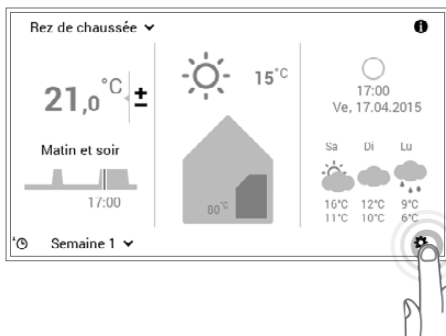 Rez de chaussée
21,0°C ±
Matin et soir
17:00
Semaine 1
15°C
00°C
17:00
Ve, 17.04.2015
Sa Di Lu
16°C 12°C 9°C
11°C 10°C 6°C